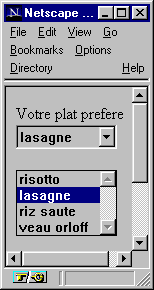 Netscape ...
File Edit View Go
Bookmarks Options
Directory Help
Votre plat prefere
lasagne
risotto
lasagne
riz saute
veau orloff